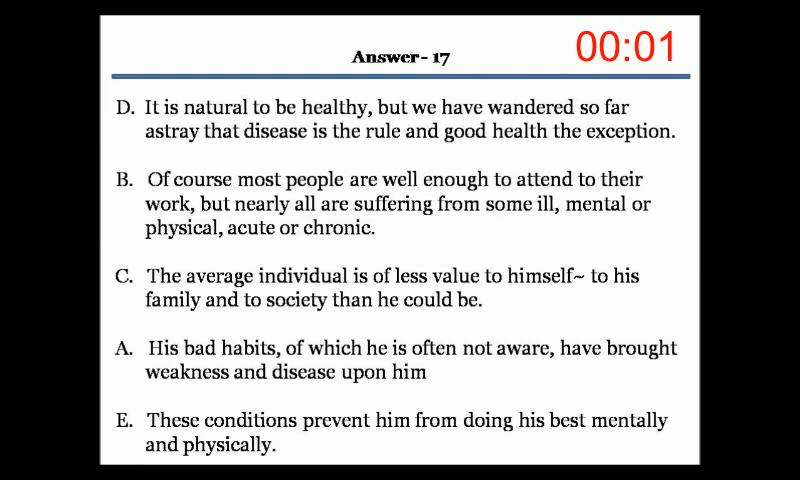 Answer- 17
00:01
D. It is natural to be healthy, but we have wandered so far
astray that disease is the rule and good health the exception.
B. Of course most people are well enough to attend to their
work, but nearly all are suffering from some ill, mental or
physical, acute or chronic.
C. The average individual is of less value to himself~ to his
family and to society than he could be.
A. His bad habits, of which he is often not aware, have brought
weakness and disease upon him
E. These conditions prevent him from doing his best mentally
and physically.